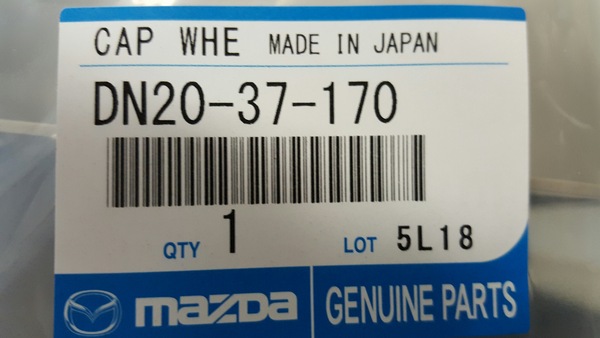 CAP WHE MADE IN JAPAN
DN20-37-170
QTY 1 LOT 5L18
mazda GENUINE PARTS